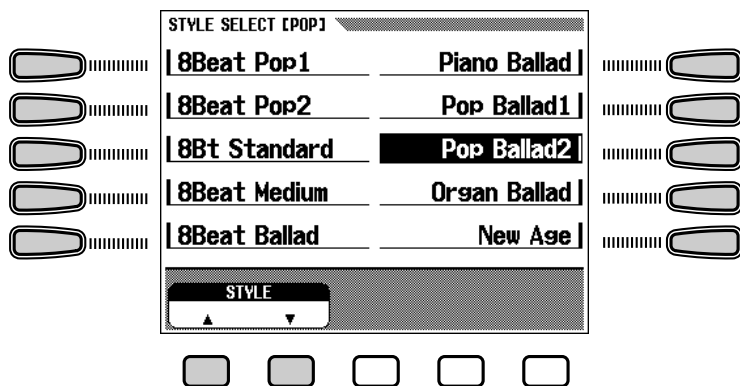 STYLE SELECT [POP]
8Beat Pop1 Piano Ballad
8Beat Pop2 Pop Ballad1
8Bt Standard Pop Ballad2
8Beat Medium Organ Ballad
8Beat Ballad New Age
STYLE
▲ ▼